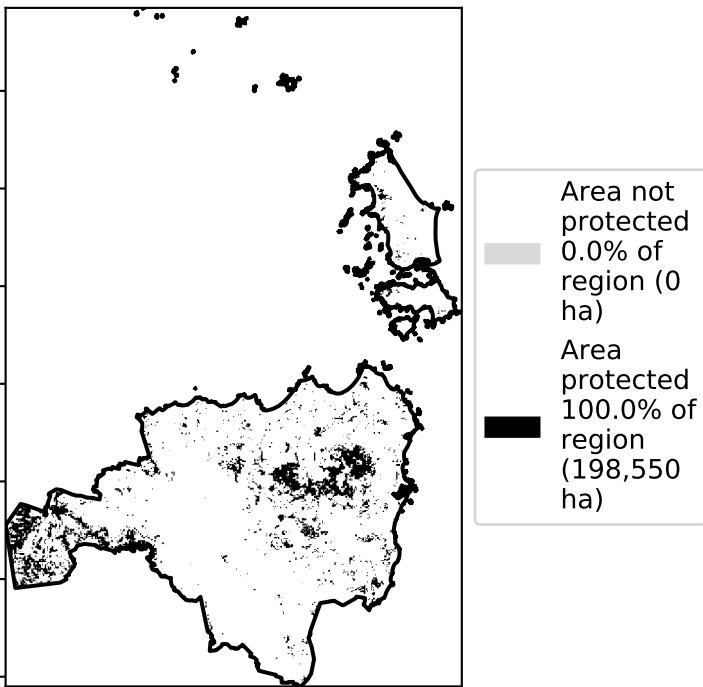 Area not
protected
0.0% of
region (0
ha)
Area
protected
100.0% of
region
(198,550
ha)